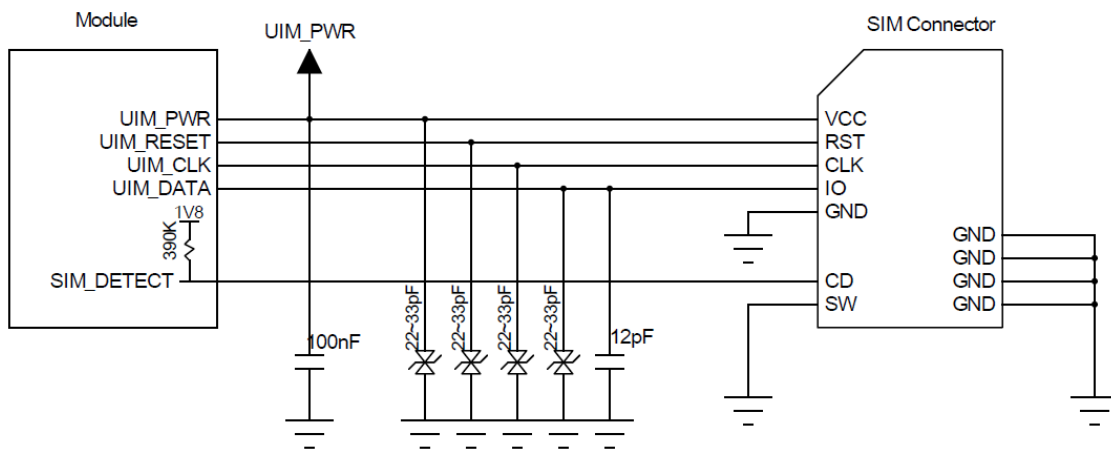 Module
UIM_PWR
SIM Connector
UIM_PWR
UIM_RESET
UIM_CLK
UIM_DATA
1V8
390K
SIM_DETECT
VCC
RST
CLK
IO
GND
GND
GND
GND
GND
CD
SW
100nF
22~33pF
22~33pF
22~33pF
22~33pF
12pF